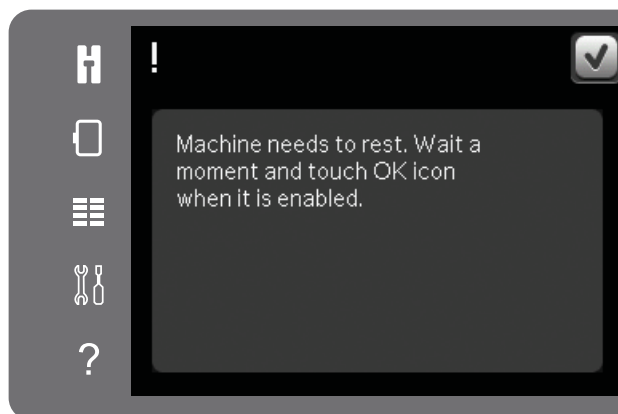 !
Machine needs to rest. Wait a
moment and touch OK icon
when it is enabled.
?